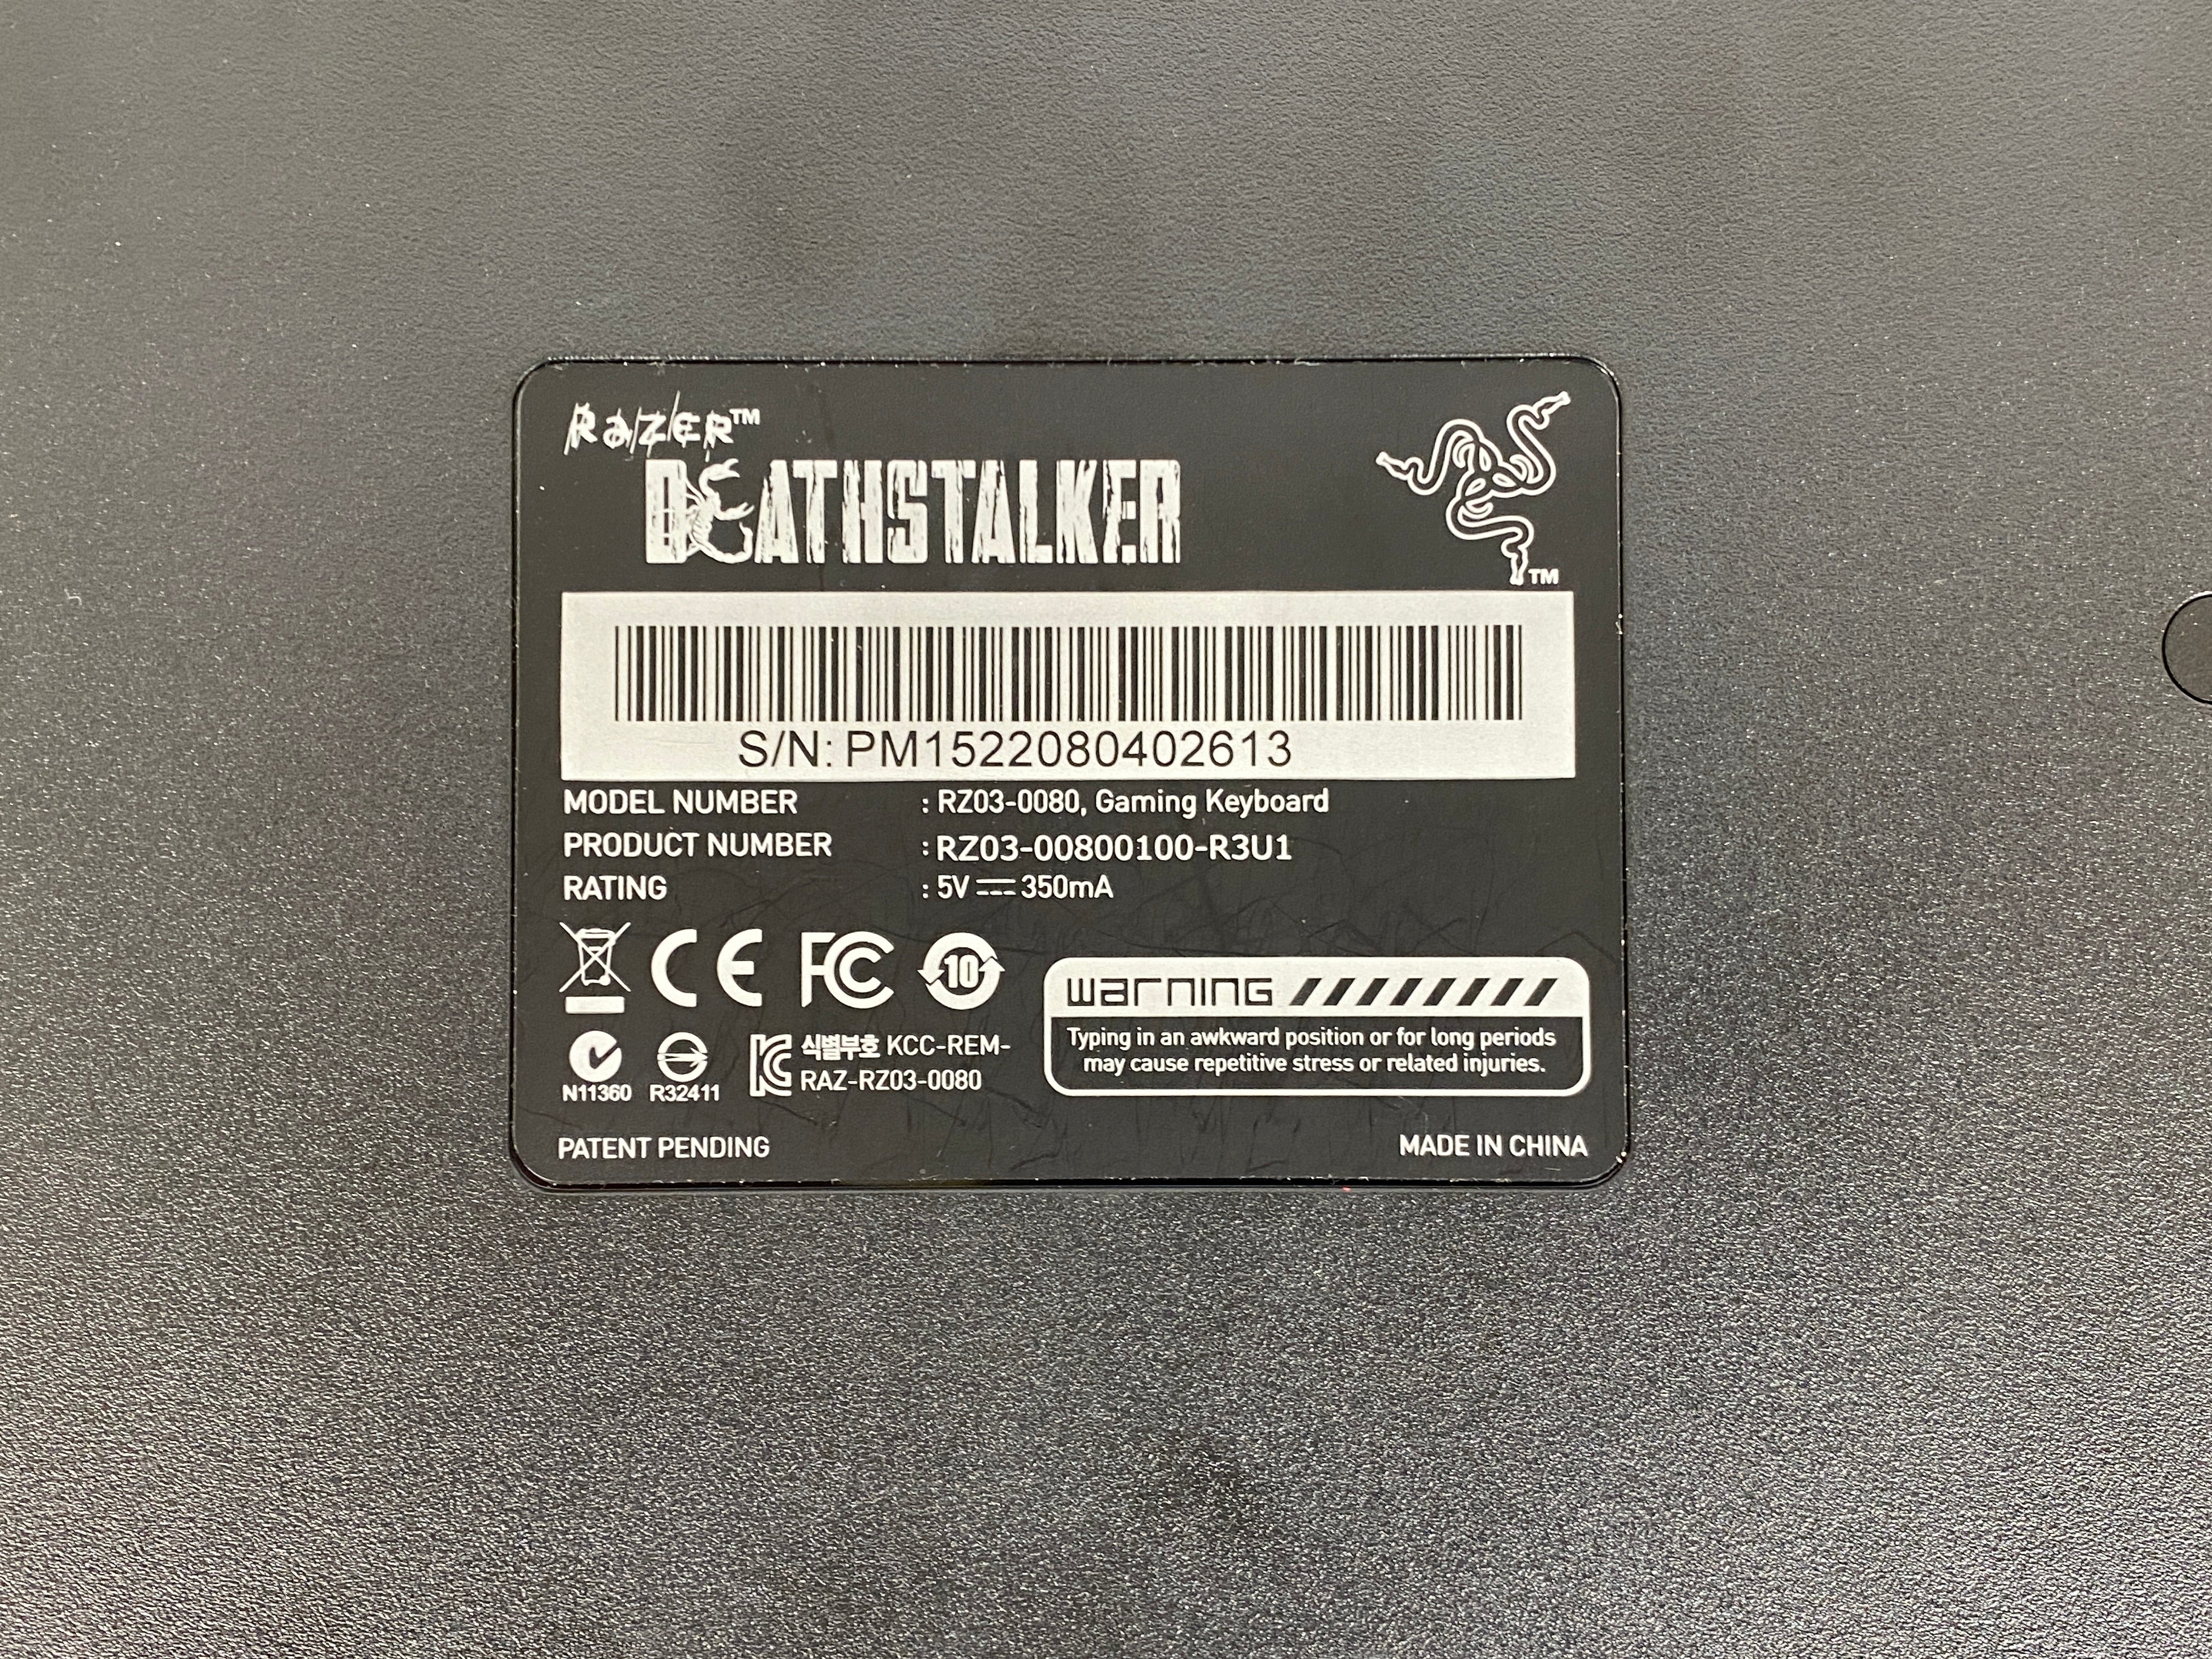 RAZER™
DEATHSTALKER
TM
S/N: PM1522080402613
MODEL NUMBER : RZ03-0080, Gaming Keyboard
PRODUCT NUMBER : RZ03-00800100-R3U1
RATING : 5V ⎓ 350mA
CE FC 10
warning
Typing in an awkward position or for long periods
may cause repetitive stress or related injuries.
식별부호 KCC-REM-
RAZ-RZ03-0080
N11360 R32411
PATENT PENDING MADE IN CHINA